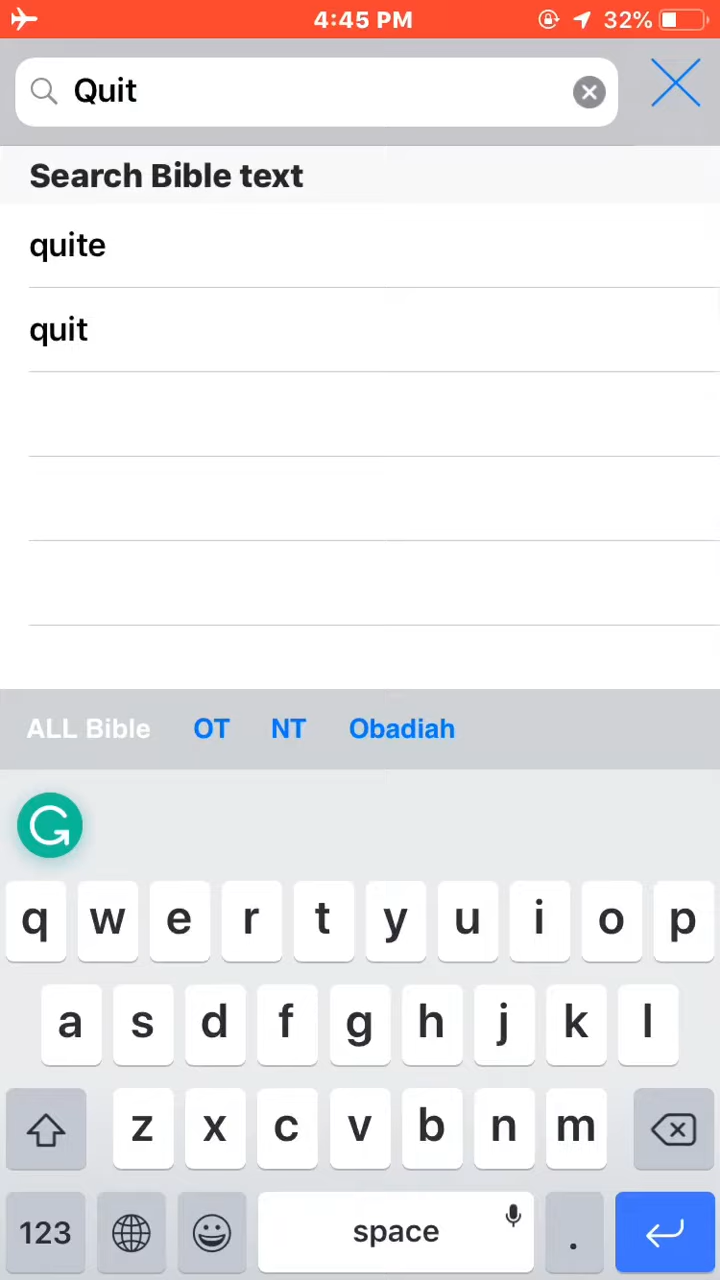 4:45 PM 32%
Quit
Search Bible text
quite
quit
ALL Bible OT NT Obadiah
q w e r t y u i o p
a s d f g h j k l
z x c v b n m
123 space .